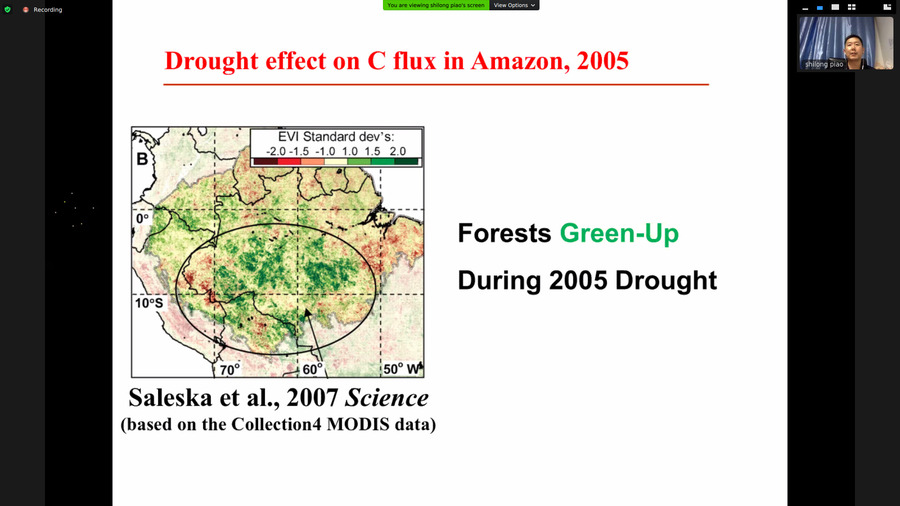 Recording
You are viewing shilong piao's screen
View Options
shilong piao
Drought effect on C flux in Amazon, 2005
EVI Standard dev's:
-2.0 -1.5 -1.0 1.0 1.5 2.0
B
0°
10°S
70° 60° 50° W
Forests Green-Up
During 2005 Drought
Saleska et al., 2007 Science
(based on the Collection4 MODIS data)